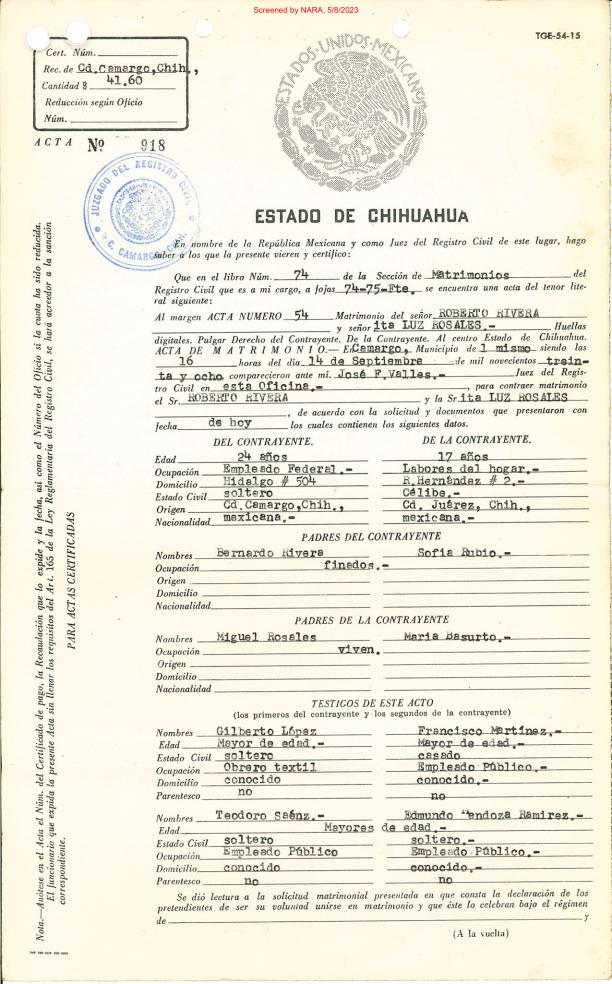 Screened by NARA, 5/8/2023
TGE-54-15
Cert. Núm.
Rec. de Cd.Camargo,Chih.,
Cantidad $ 41.60
Reducción según Oficio
Núm.
ACTA Nº 918
ESTADOS·UNIDOS·MEXICANOS
JUZGADO DEL REGISTRO CIVIL
C. CAMARGO, CHIH.
ESTADO DE CHIHUAHUA
En nombre de la República Mexicana y como Juez del Registro Civil de este lugar, hago
saber a los que la presente vieren y certifico:
Que en el libro Núm. 74 de la Sección de Matrimonios del
Registro Civil que es a mi cargo, a fojas 74-75-Fte. se encuentro una acta del tenor lite-
ral siguiente:
Al margen ACTA NUMERO 54 Matrimonio del señor ROBERTO RIVERA
y señor ita LUZ ROSALES.- Huellas
digitales. Pulgar Derecho del Contrayente. De la Contrayente. Al centro Estado de Chihuahua.
ACTA DE MATRIMONIO.— En Camargo, Municipio de l mismo siendo las
16 horas del día 14 de Septiembre de mil novecientos trein-
ta y ocho comparecieron ante mí. José F.Valles.- Juez del Regis-
tro Civil en esta Oficina.- , para contraer matrimonio
el Sr. ROBERTO RIVERA y la Sr ita LUZ ROSALES
, de acuerdo con la solicitud y documentos que presentaron con
fecha de hoy los cuales contienen los siguientes datos.
DEL CONTRAYENTE. DE LA CONTRAYENTE.
Edad 24 años 17 años
Ocupación Empleado Federal.- Labores del hogar.-
Domicilio Hidalgo # 504 R.Hernández # 2.-
Estado Civil soltero Célibe.-
Origen Cd.Camargo,Chih., Cd. Juárez, Chih.,
Nacionalidad mexicana.- mexicana.-
PADRES DEL CONTRAYENTE
Nombres Bernardo Rivera Sofia Rubio.-
Ocupación finados.-
Origen
Domicilio
Nacionalidad
PADRES DE LA CONTRAYENTE
Nombres Miguel Rosales Maria Basurto.-
Ocupación viven.
Origen
Domicilio
Nacionalidad
TESTIGOS DE ESTE ACTO
(los primeros del contrayente y los segundos de la contrayente)
Nombres Gilberto López Francisco Martínez.-
Edad Mayor de edad.- Mayor de edad.-
Estado Civil soltero casado
Ocupación Obrero textil Empleado Público.-
Domicilio conocido conocido.-
Parentesco no no
Nombres Teodoro Saénz.- Edmundo Mendoza Ramirez.-
Edad Mayores de edad.-
Estado Civil soltero soltero.-
Ocupación Empleado Público Empleado Público.-
Domicilio conocido conocido.-
Parentesco no no
Se dió lectura a la solicitud matrimonial presentada en que consta la declaración de los
pretendientes de ser su voluntad unirse en matrimonio y que éste lo celebran bajo el régimen
de y
(A la vuelta)
Nota.—Anótese en el Acta el Núm. del Certificado de pago, la Recaudación que lo expide y la fecha, así como el Número del Oficio si la cuota ha sido reducida.
El funcionario que expida la presente Acta sin llenar los requisitos del Art. 165 de la Ley Reglamentaria del Registro Civil, se hará acreedor a la sanción
correspondiente.
PARA ACTAS CERTIFICADAS